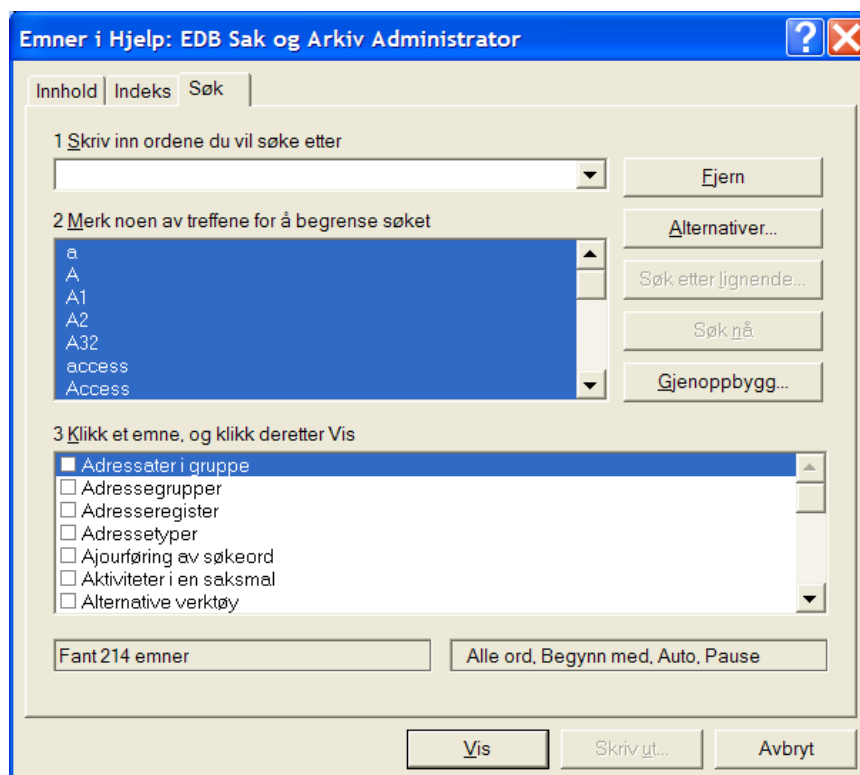 Emner i Hjelp: EDB Sak og Arkiv Administrator
Innhold Indeks Søk
1 Skriv inn ordene du vil søke etter
Fjern
2 Merk noen av treffene for å begrense søket
Alternativer...
a
A
A1
A2
A32
access
Access
Søk etter lignende...
Søk nå
Gjenoppbygg...
3 Klikk et emne, og klikk deretter Vis
Adressater i gruppe
Adressegrupper
Adresseregister
Adressetyper
Ajourføring av søkeord
Aktiviteter i en saksmal
Alternative verktøy
Fant 214 emner
Alle ord, Begynn med, Auto, Pause
Vis Skriv ut... Avbryt